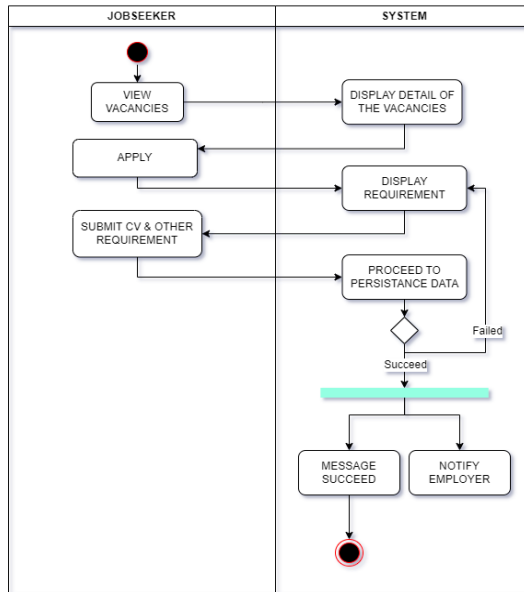 JOBSEEKER
SYSTEM
VIEW
VACANCIES
DISPLAY DETAIL OF
THE VACANCIES
APPLY
DISPLAY
REQUIREMENT
SUBMIT CV & OTHER
REQUIREMENT
PROCEED TO
PERSISTANCE DATA
Failed
Succeed
MESSAGE
SUCCEED
NOTIFY
EMPLOYER